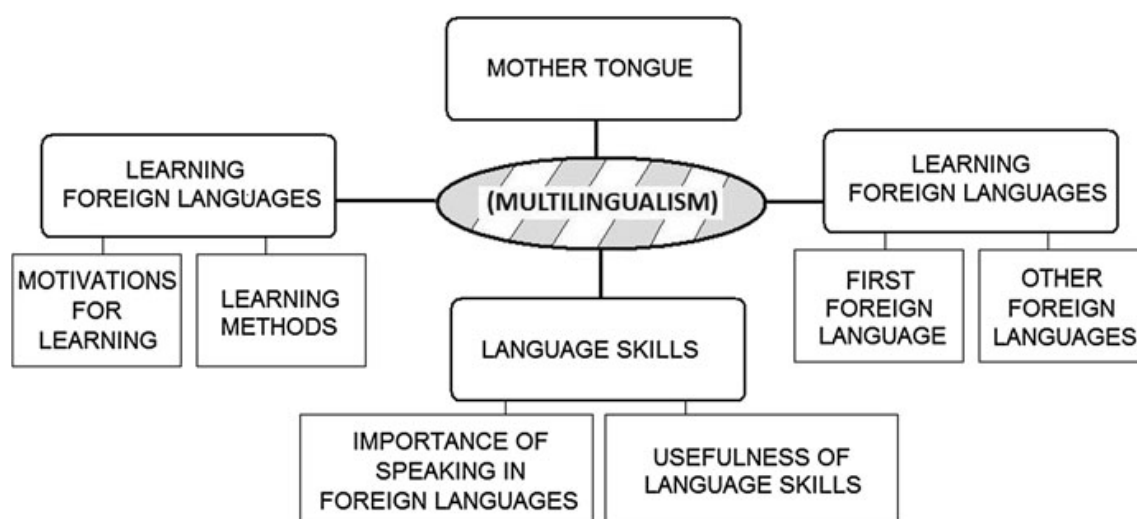 MOTHER TONGUE
LEARNING
FOREIGN LANGUAGES
(MULTILINGUALISM)
LEARNING
FOREIGN LANGUAGES
MOTIVATIONS
FOR
LEARNING
LEARNING
METHODS
LANGUAGE SKILLS
FIRST
FOREIGN
LANGUAGE
OTHER
FOREIGN
LANGUAGES
IMPORTANCE OF
SPEAKING IN
FOREIGN LANGUAGES
USEFULNESS OF
LANGUAGE SKILLS